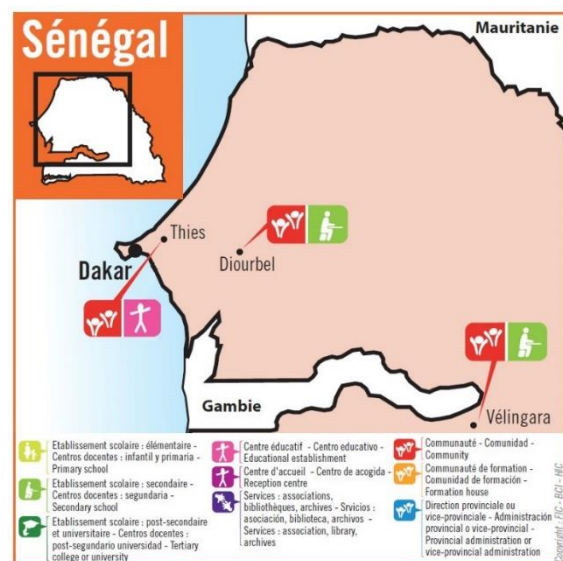 Sénégal
Mauritanie
Thies
Dakar
Diourbel
Gambie
Vélingara
Etablissement scolaire : élémentaire -
Centros docentes : infantil y primaria -
Primary school
Etablissement scolaire : secondaire -
Centros docentes : segundaria -
Secondary school
Etablissement scolaire : post-secondaire
et universitaire - Centros docentes :
post-segundario universidad - Tertiary
college or university
Centre éducatif - Centro educativo -
Educational establishment
Centre d'accueil - Centro de acogida -
Reception centre
Services : associations,
bibliothèques, archives - Srvicios :
asociación, biblioteca, archivos -
Services : association, library,
archives
Communauté - Comunidad -
Community
Communauté de formation -
Comunidad de formación -
Formation house
Direction provinciale ou
vice-provinciale - Administración
provincial o vice-provincial -
Provincial administration or
vice-provincial administration
Copyright : FIC - BCI - HIC